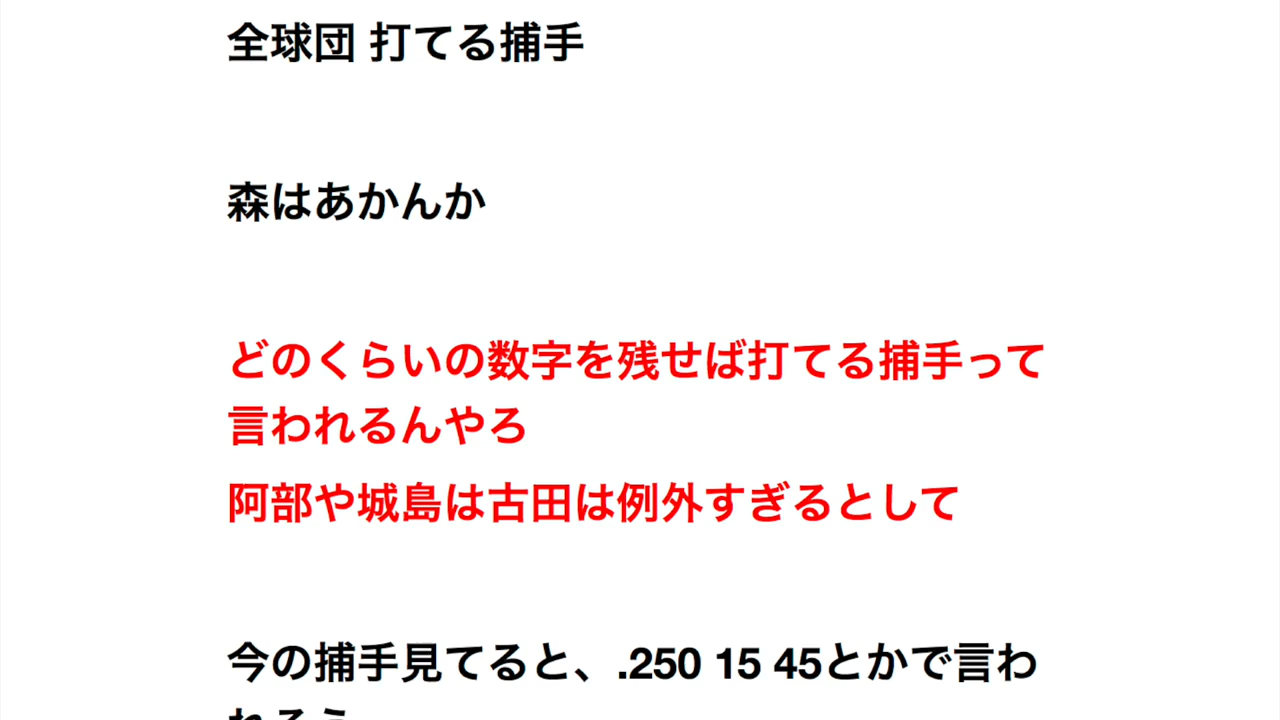 全球団 打てる捕手
森はあかんか
どのくらいの数字を残せば打てる捕手って
言われるんやろ
阿部や城島は古田は例外すぎるとして
今の捕手見てると、.250 15 45とかで言わ